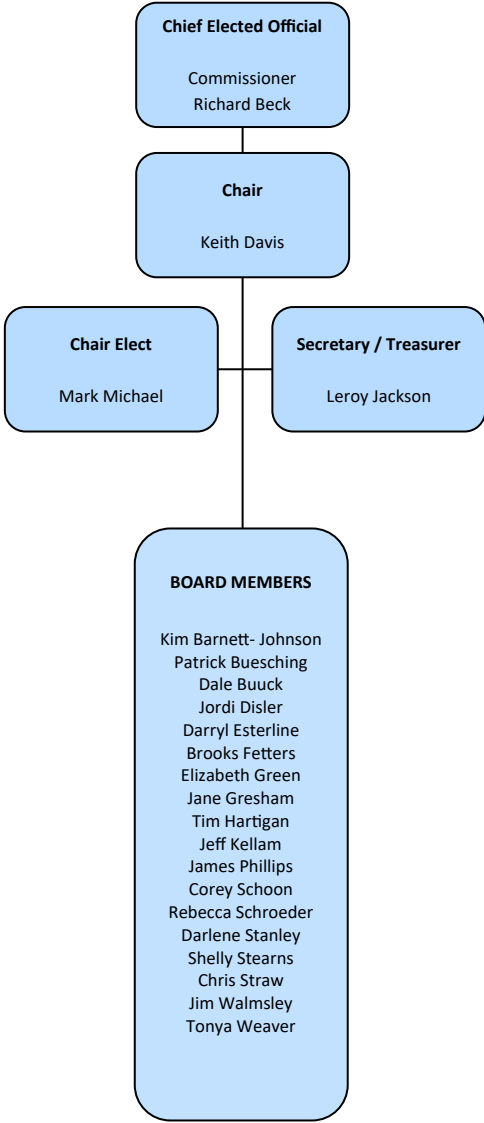 Chief Elected Official
Commissioner
Richard Beck
Chair
Keith Davis
Chair Elect
Mark Michael
Secretary / Treasurer
Leroy Jackson
BOARD MEMBERS
Kim Barnett- Johnson
Patrick Buesching
Dale Buuck
Jordi Disler
Darryl Esterline
Brooks Fetters
Elizabeth Green
Jane Gresham
Tim Hartigan
Jeff Kellam
James Phillips
Corey Schoon
Rebecca Schroeder
Darlene Stanley
Shelly Stearns
Chris Straw
Jim Walmsley
Tonya Weaver